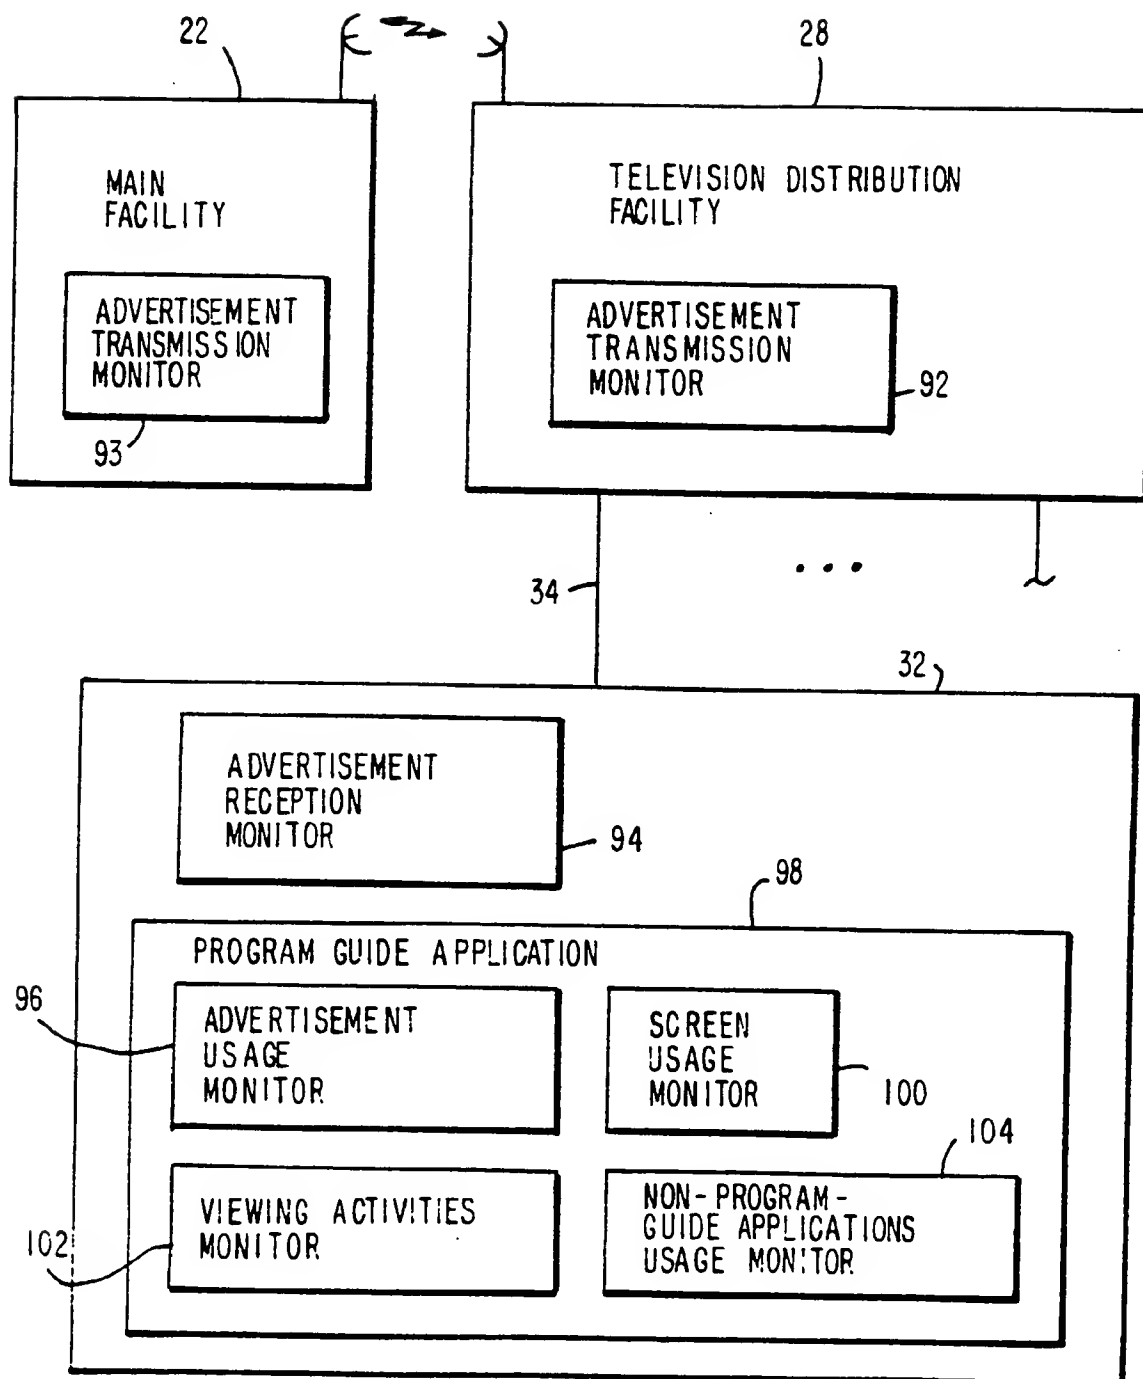 22
28
MAIN
FACILITY
TELEVISION DISTRIBUTION
FACILITY
ADVERTISEMENT
TRANSMISSION
MONITOR
93
ADVERTISEMENT
TRANSMISSION
MONITOR
92
34
...
32
ADVERTISEMENT
RECEPTION
MONITOR
94
98
PROGRAM GUIDE APPLICATION
96
ADVERTISEMENT
USAGE
MONITOR
SCREEN
USAGE
MONITOR
100
104
VIEWING ACTIVITIES
MONITOR
102
NON-PROGRAM-
GUIDE APPLICATIONS
USAGE MONITOR